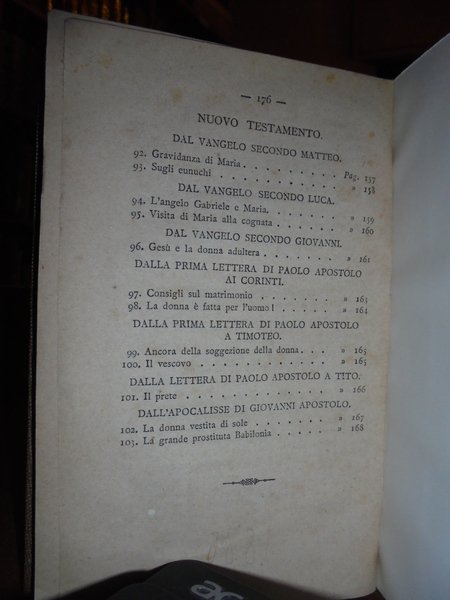 — 176 —
NUOVO TESTAMENTO.
DAL VANGELO SECONDO MATTEO.
92. Gravidanza di Maria . . . . . . . . . . Pag. 157
93. Sugli eunuchi . . . . . . . . . . . » 158
DAL VANGELO SECONDO LUCA.
94. L'angelo Gabriele e Maria. . . . . . . . . » 159
95. Visita di Maria alla cognata . . . . . . . » 160
DAL VANGELO SECONDO GIOVANNI.
96. Gesù e la donna adultera . . . . . . . . » 161
DALLA PRIMA LETTERA DI PAOLO APOSTOLO
AI CORINTI.
97. Consigli sul matrimonio . . . . . . . . » 163
98. La donna è fatta per l'uomo! . . . . . . . » 164
DALLA PRIMA LETTERA DI PAOLO APOSTOLO
A TIMOTEO.
99. Ancora della soggezione della donna. . . . » 165
100. Il vescovo . . . . . . . . . . . . » 165
DALLA LETTERA DI PAOLO APOSTOLO A TITO.
101. Il prete . . . . . . . . . . . . . » 166
DALL'APOCALISSE DI GIOVANNI APOSTOLO.
102. La donna vestita di sole . . . . . . . . » 167
103. La grande prostituta Babilonia . . . . . . » 168